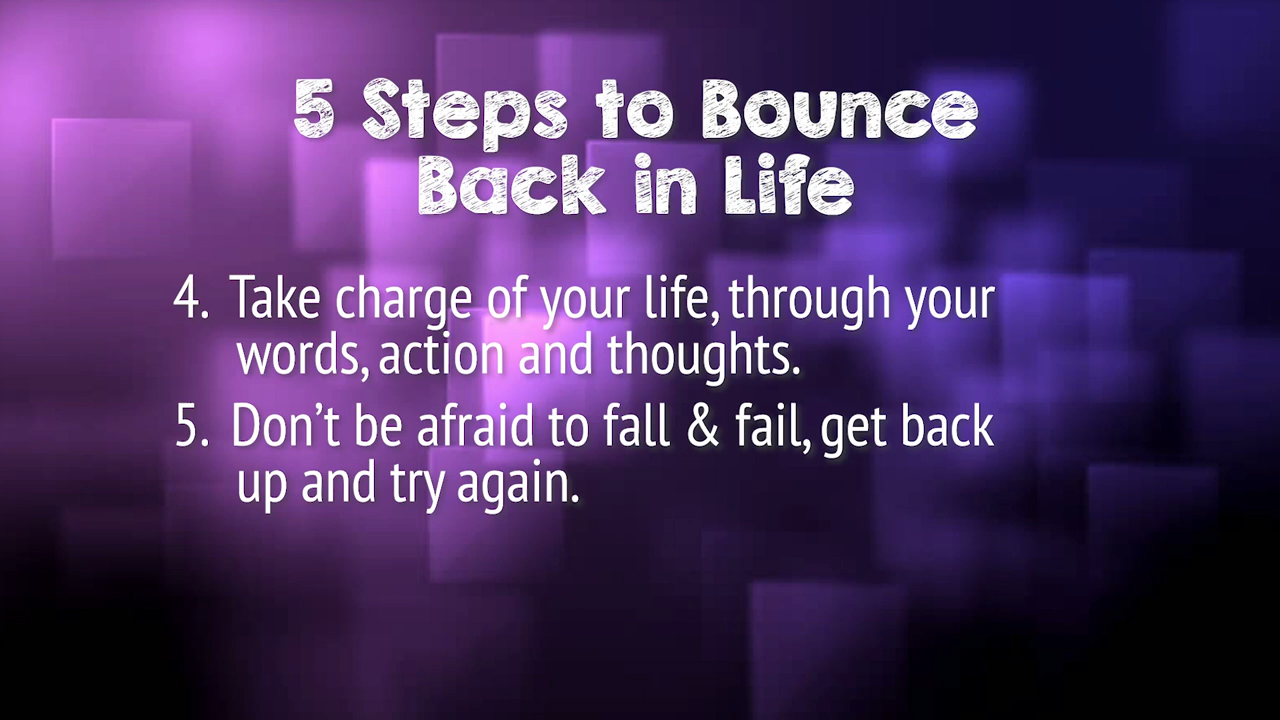 5 Steps to Bounce
Back in Life
4. Take charge of your life, through your
words, action and thoughts.
5. Don’t be afraid to fall & fail, get back
up and try again.